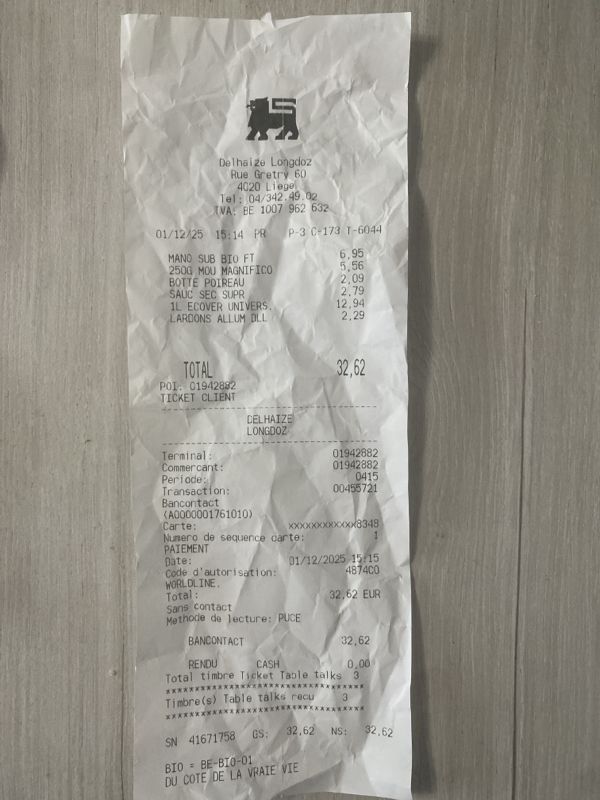 Delhaize Longdoz
Rue Gretry 60
4020 Liege
Tel: 04/342.49.02
TVA: BE 1007 962 632
01/12/25 15:14 PR P-3 C-173 T-6044
MANO SUB BIO FT 6,95
250G MOU MAGNIFICO 5,56
BOTTE POIREAU 2,09
SAUC SEC SUPR 2,79
1L ECOVER UNIVERS. 12,94
LARDONS ALLUM DLL 2,29
TOTAL 32,62
POI: 01942882
TICKET CLIENT
DELHAIZE
LONGDOZ
Terminal: 01942882
Commercant: 01942882
Periode: 0415
Transaction: 00455721
Bancontact
(A0000001761010)
Carte: xxxxxxxxxxxx8348
Numero de sequence carte: 1
PAIEMENT
Date: 01/12/2025 15:15
Code d'autorisation: 4874C0
WORLDLINE.
Total: 32,62 EUR
Sans contact
Methode de lecture: PUCE
BANCONTACT 32,62
RENDU CASH 0,00
Total timbre Ticket Table talks 3
************************************
Timbre(s) Table talks recu 3
************************************
SN 41671758 GS: 32,62 NS: 32,62
BIO = BE-BIO-01
DU COTE DE LA VRAIE VIE